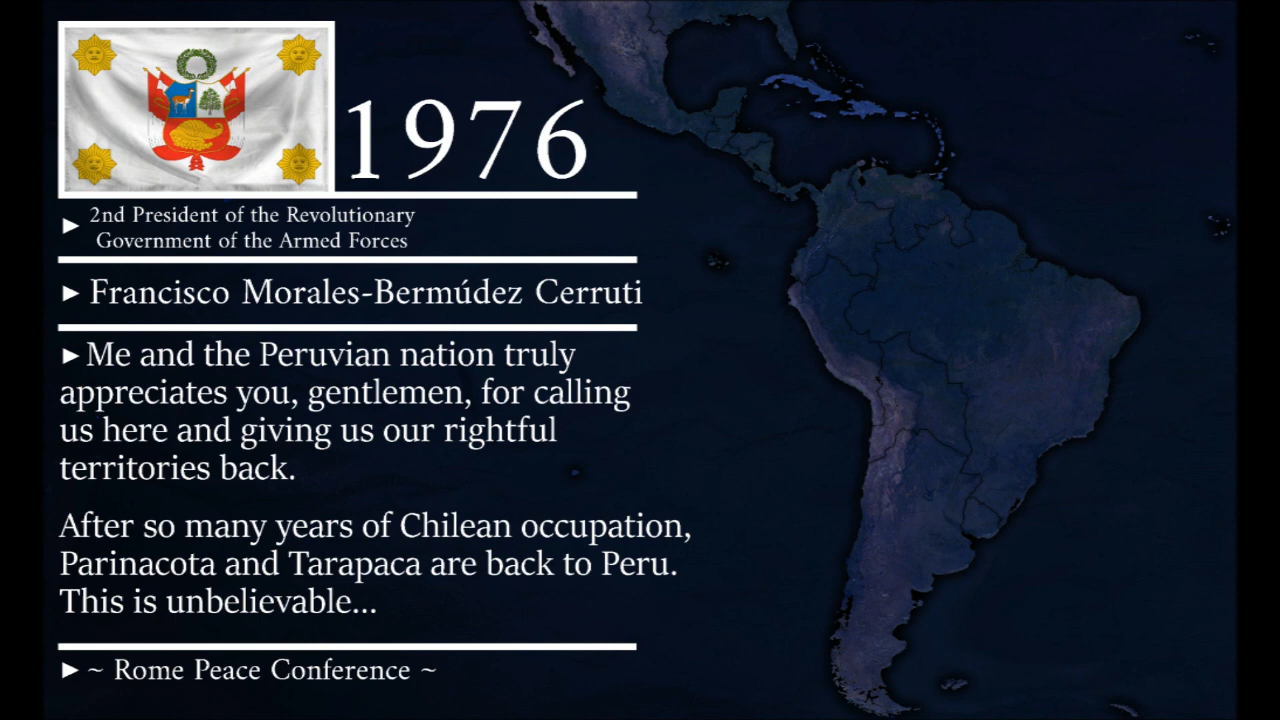 1976
► 2nd President of the Revolutionary
Government of the Armed Forces
► Francisco Morales-Bermúdez Cerruti
► Me and the Peruvian nation truly
appreciates you, gentlemen, for calling
us here and giving us our rightful
territories back.
After so many years of Chilean occupation,
Parinacota and Tarapaca are back to Peru.
This is unbelievable...
► ~ Rome Peace Conference ~